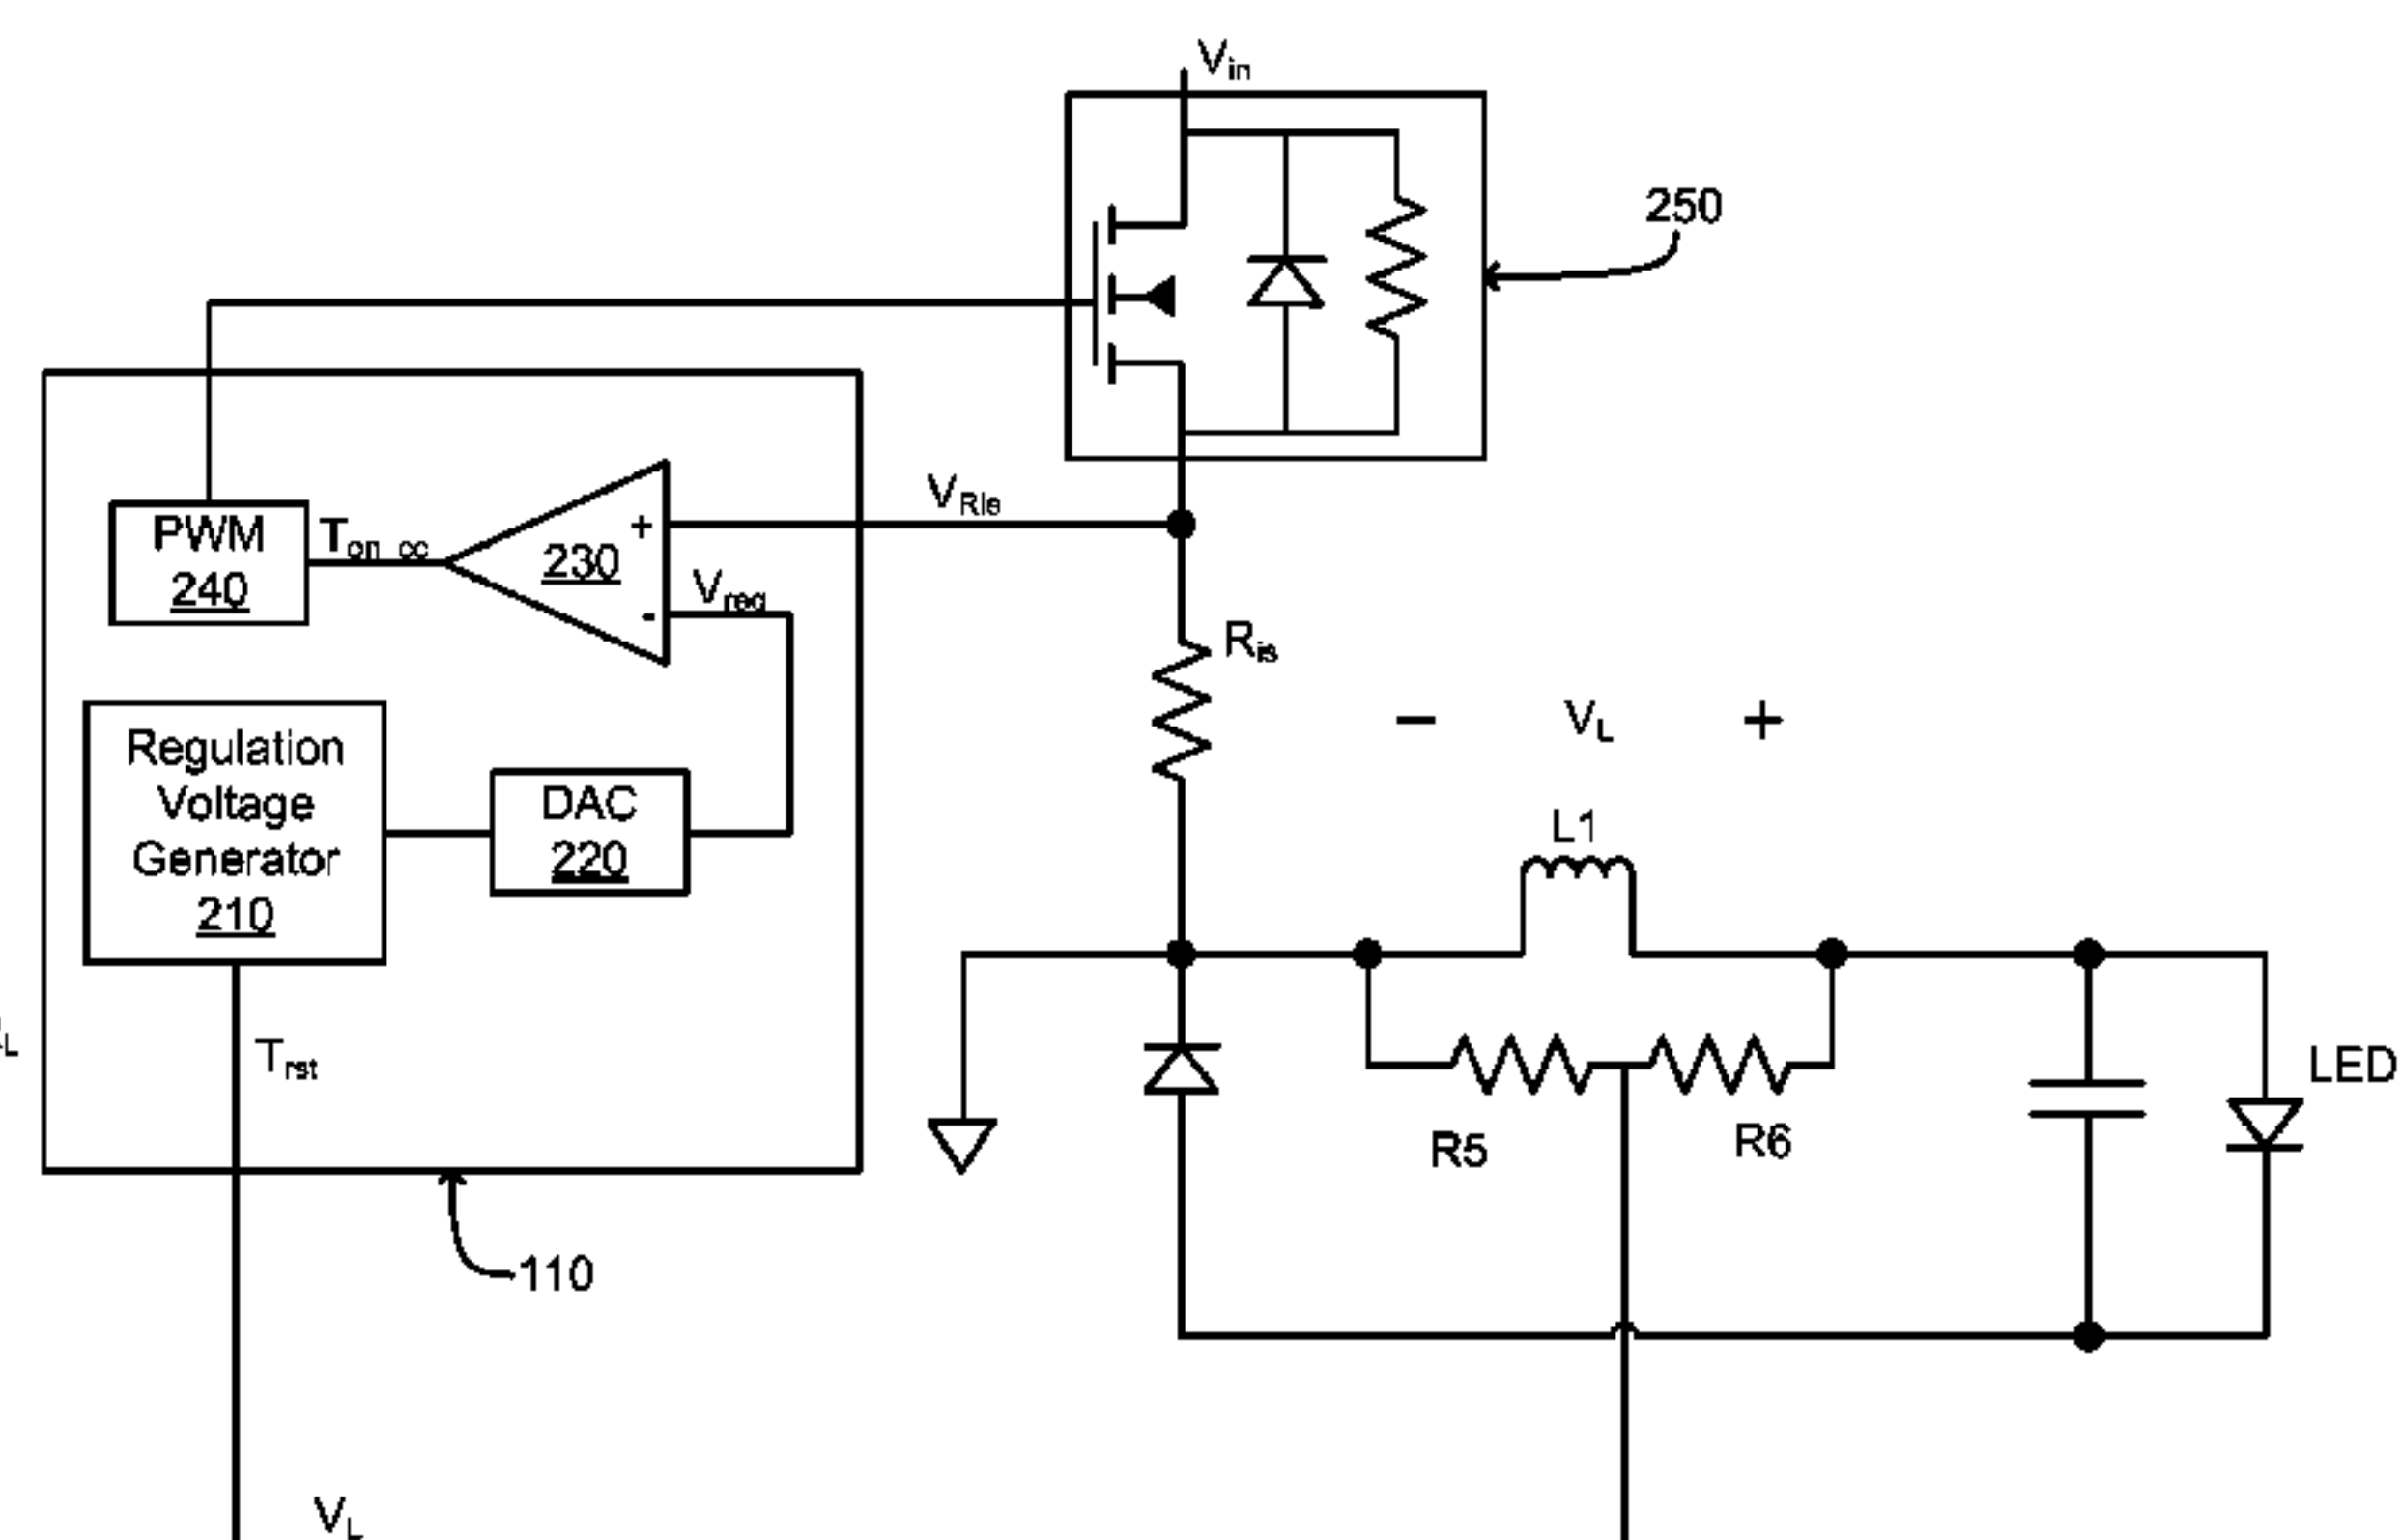 Vin
250
VRIs
PWM
240
Ton_cc
+
230
Vreg
-
Ris
- VL +
Regulation
Voltage
Generator
210
DAC
220
L1
Trst
R5
R6
LED
110
VL